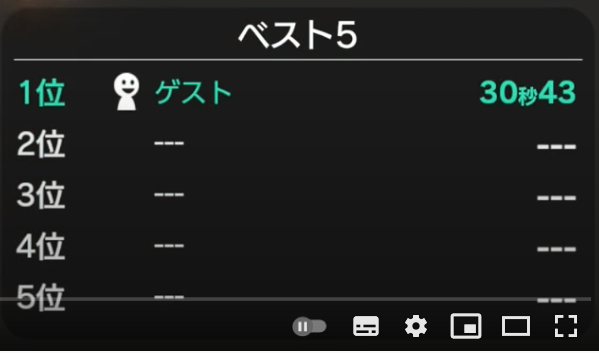 ベスト5
1位 ゲスト 30秒43
2位 --- ---
3位 --- ---
4位 --- ---
5位 --- ---